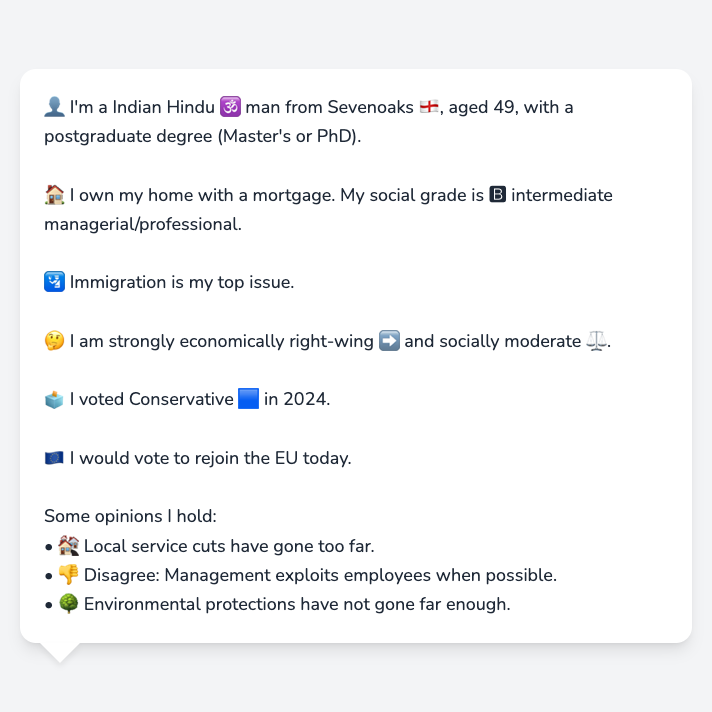 👤 I'm a Indian Hindu 🕉️ man from Sevenoaks 🏴󠁧󠁢󠁥󠁮󠁧󠁿, aged 49, with a
postgraduate degree (Master's or PhD).
🏠 I own my home with a mortgage. My social grade is 🅱 intermediate
managerial/professional.
🛂 Immigration is my top issue.
🤔 I am strongly economically right-wing ➡️ and socially moderate ⚖️.
🗳️ I voted Conservative 🟦 in 2024.
🇪🇺 I would vote to rejoin the EU today.
Some opinions I hold:
• 🏚️ Local service cuts have gone too far.
• 👎 Disagree: Management exploits employees when possible.
• 🌳 Environmental protections have not gone far enough.